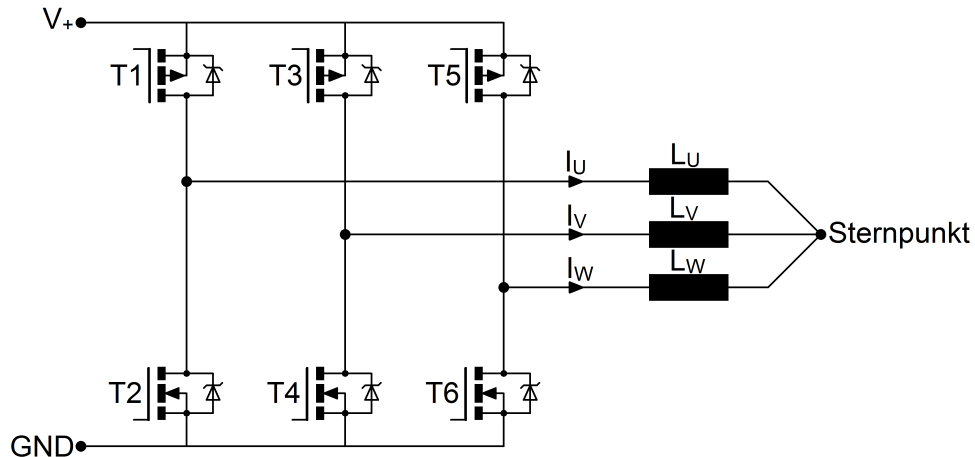 V+
T1 T3 T5
IU LU
IV LV
Sternpunkt
IW LW
T2 T4 T6
GND